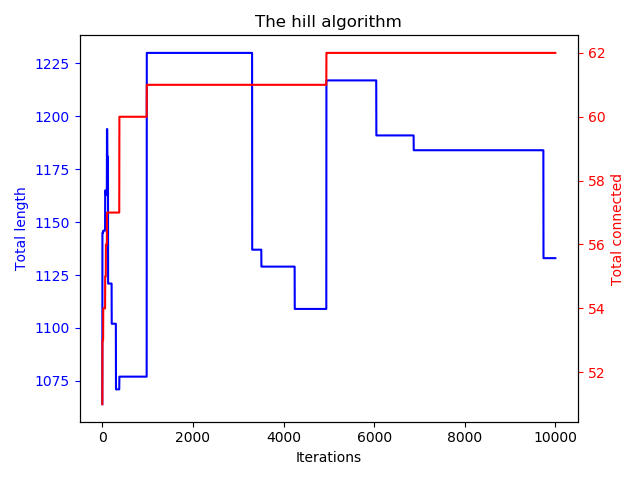 The hill algorithm
Total length
1225
1200
1175
1150
1125
1100
1075
0 2000 4000 6000 8000 10000
Iterations
62
60
58
56
54
52
Total connected